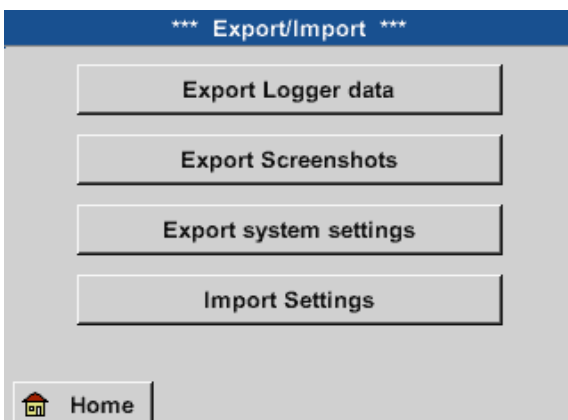 *** Export/Import ***
Export Logger data
Export Screenshots
Export system settings
Import Settings
Home